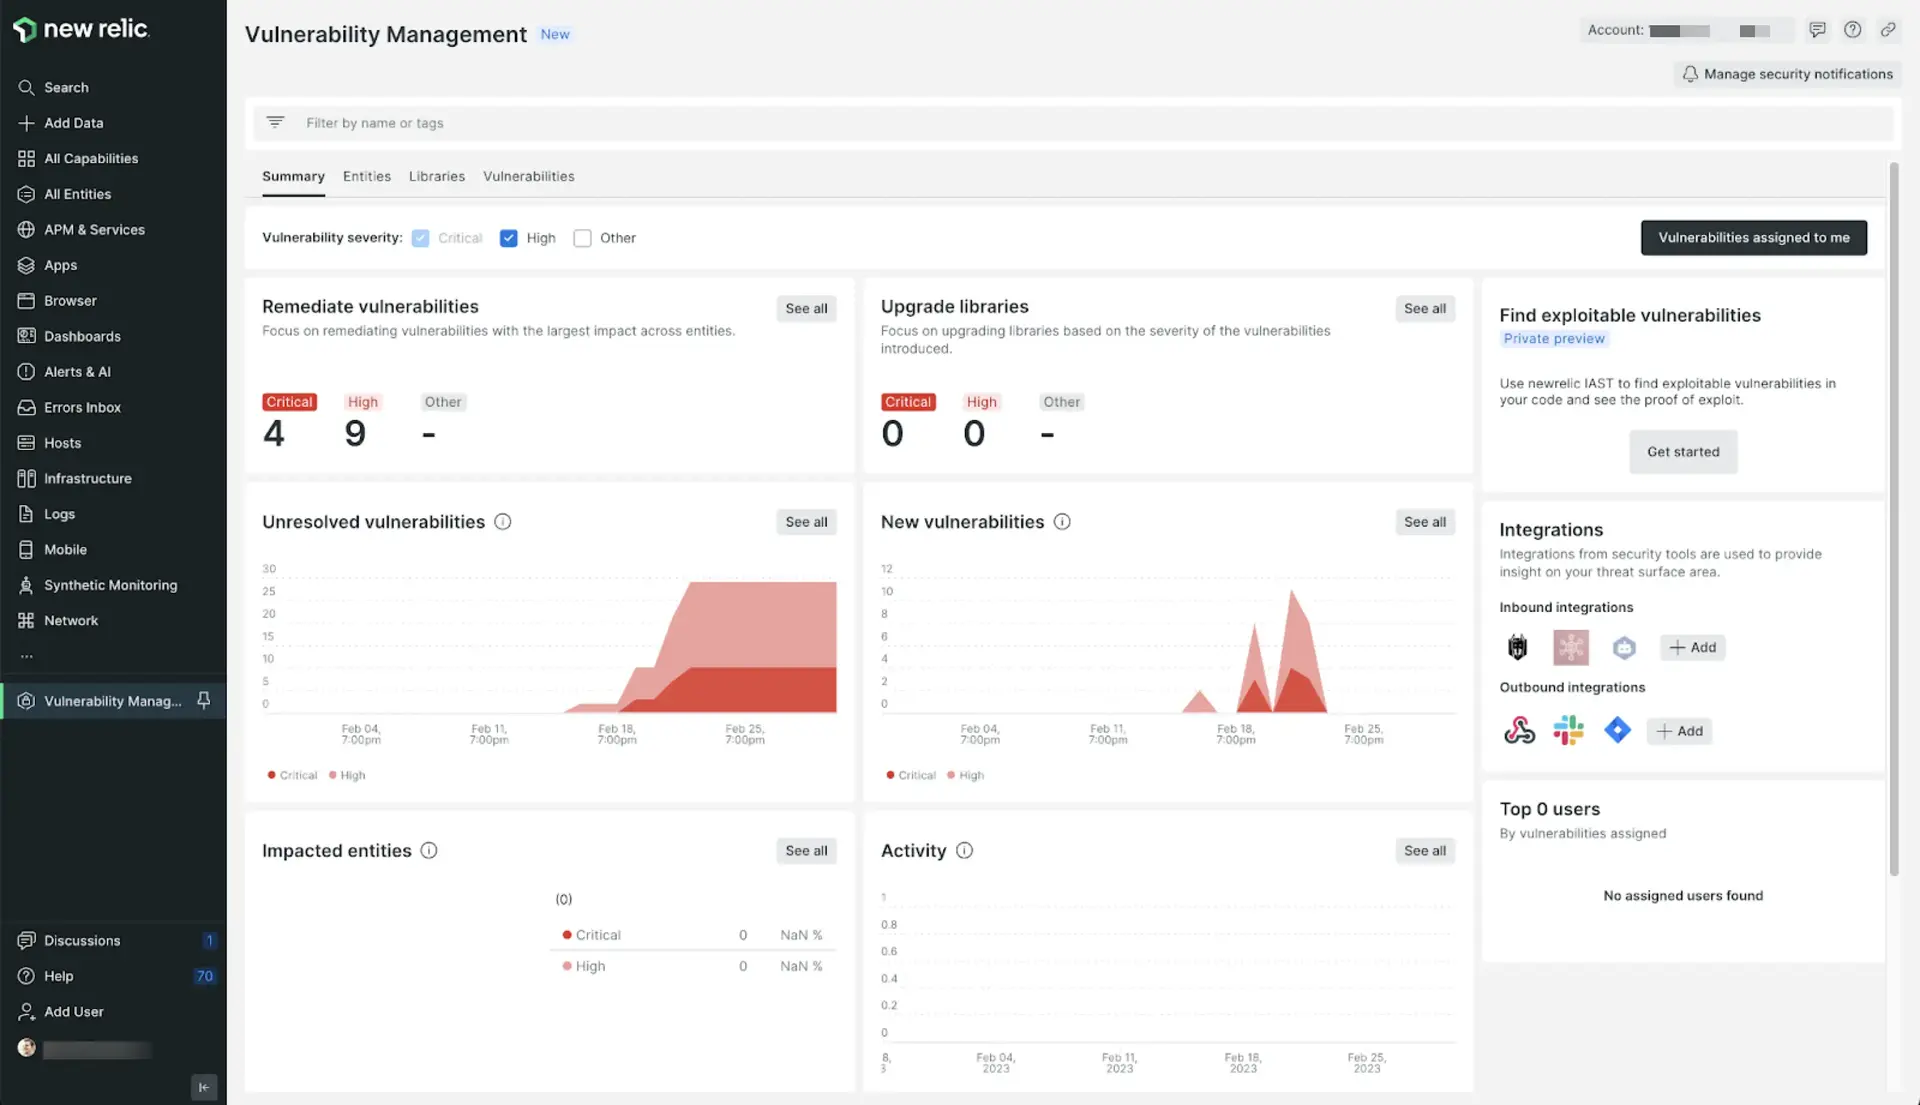 new relic.
Search
Add Data
All Capabilities
All Entities
APM & Services
Apps
Browser
Dashboards
Alerts & AI
Errors Inbox
Hosts
Infrastructure
Logs
Mobile
Synthetic Monitoring
Network
...
Vulnerability Manag...
Discussions 1
Help 70
Add User
Vulnerability Management New
Account:
Manage security notifications
Filter by name or tags
Summary Entities Libraries Vulnerabilities
Vulnerability severity: Critical High Other
Vulnerabilities assigned to me
Remediate vulnerabilities
See all
Focus on remediating vulnerabilities with the largest impact across entities.
Critical High Other
4 9 -
Upgrade libraries
See all
Focus on upgrading libraries based on the severity of the vulnerabilities
introduced.
Critical High Other
0 0 -
Find exploitable vulnerabilities
Private preview
Use newrelic IAST to find exploitable vulnerabilities in
your code and see the proof of exploit.
Get started
Unresolved vulnerabilities
See all
30
25
20
15
10
5
0
Feb 04, Feb 11, Feb 18, Feb 25,
7:00pm 7:00pm 7:00pm 7:00pm
Critical High
New vulnerabilities
See all
12
10
8
6
4
2
0
Feb 04, Feb 11, Feb 18, Feb 25,
7:00pm 7:00pm 7:00pm 7:00pm
Critical High
Integrations
Integrations from security tools are used to provide
insight on your threat surface area.
Inbound integrations
Add
Outbound integrations
Add
Impacted entities
See all
(0)
Critical 0 NaN %
High 0 NaN %
Activity
See all
1
0.8
0.6
0.4
0.2
0
8, Feb 04, Feb 11, Feb 18, Feb 25,
3 2023 2023 2023 2023
Top 0 users
By vulnerabilities assigned
No assigned users found